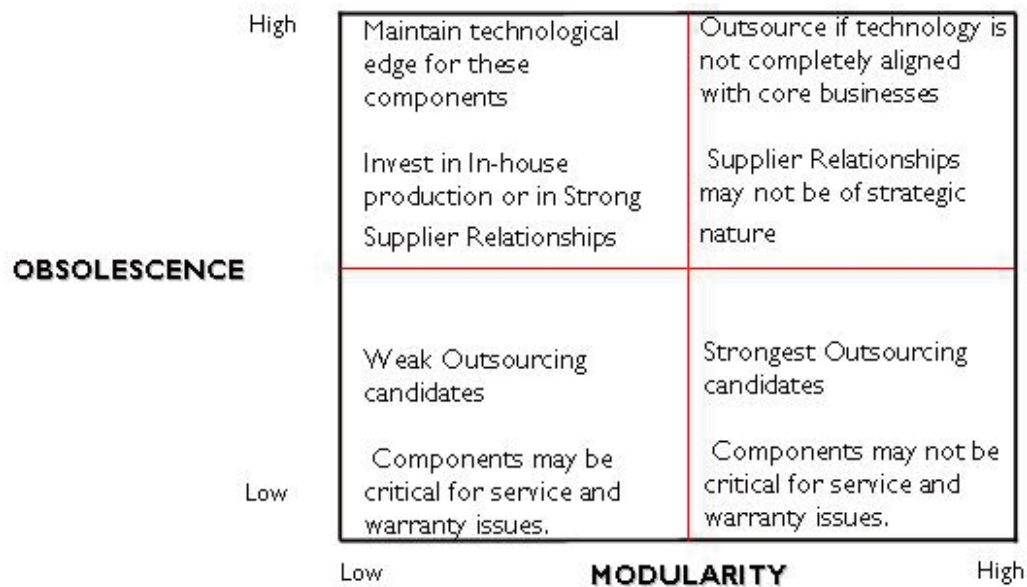 High
Maintain technological
edge for these
components
Invest in In-house
production or in Strong
Supplier Relationships
Outsource if technology is
not completely aligned
with core businesses
Supplier Relationships
may not be of strategic
nature
OBSOLESCENCE
Weak Outsourcing
candidates
Components may be
critical for service and
warranty issues.
Strongest Outsourcing
candidates
Components may not be
critical for service and
warranty issues.
Low
Low
MODULARITY
High